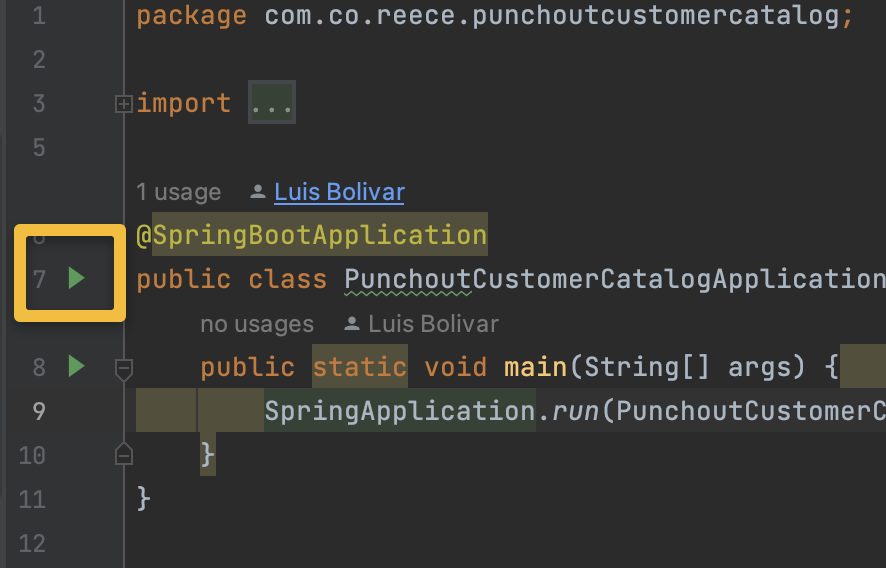 1 package com.co.reece.punchoutcustomercatalog;
2
3 import ...
5
1 usage Luis Bolivar
6 @SpringBootApplication
7 public class PunchoutCustomerCatalogApplication
no usages Luis Bolivar
8 public static void main(String[] args) {
9 SpringApplication.run(PunchoutCustomerC
10 }
11 }
12